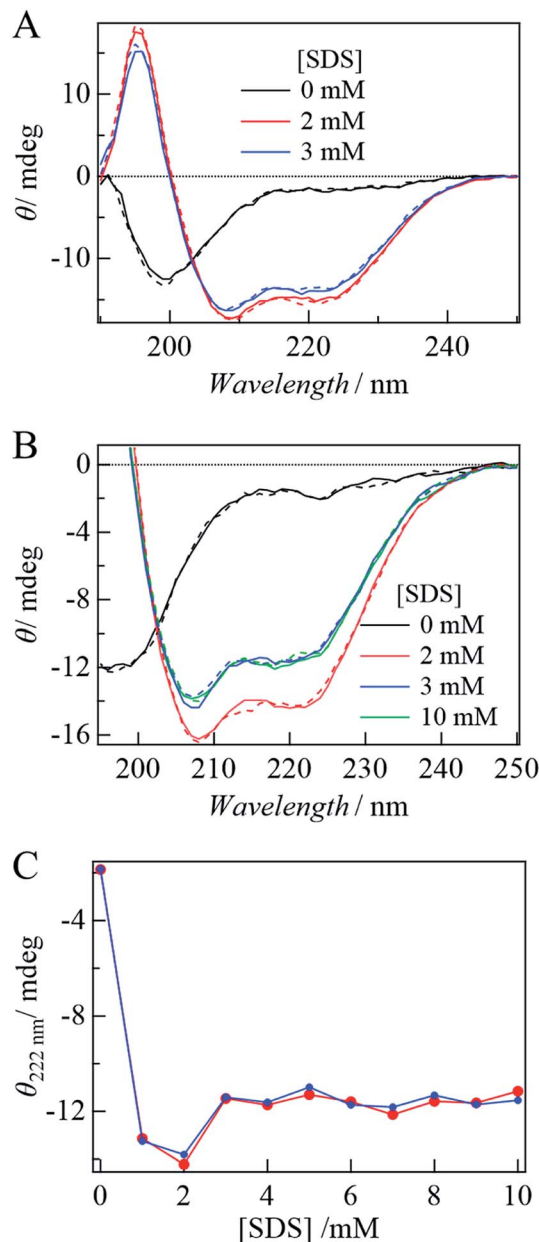 A
[SDS]
0 mM
2 mM
3 mM
10
0
-10
θ/ mdeg
200
220
240
Wavelength / nm
B
0
-4
-8
-12
-16
θ/ mdeg
[SDS]
0 mM
2 mM
3 mM
10 mM
200
210
220
230
240
250
Wavelength / nm
C
-4
-8
-12
θ222 nm/ mdeg
0
2
4
6
8
10
[SDS] /mM